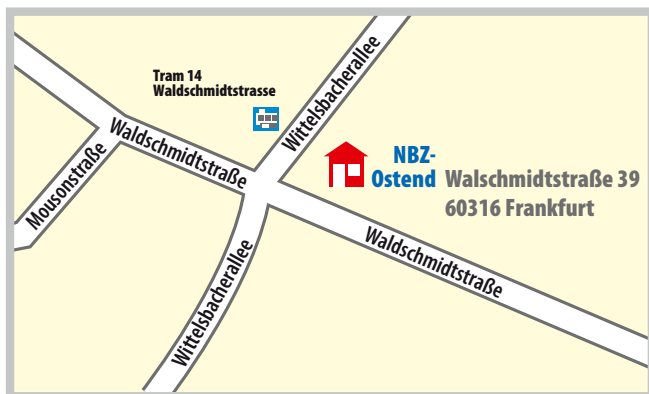 Tram 14
Waldschmidtstrasse
Wittelsbacherallee
Waldschmidtstraße
Mousonstraße
NBZ-
Ostend
Walschmidtstraße 39
60316 Frankfurt
Waldschmidtstraße
Wittelsbacherallee